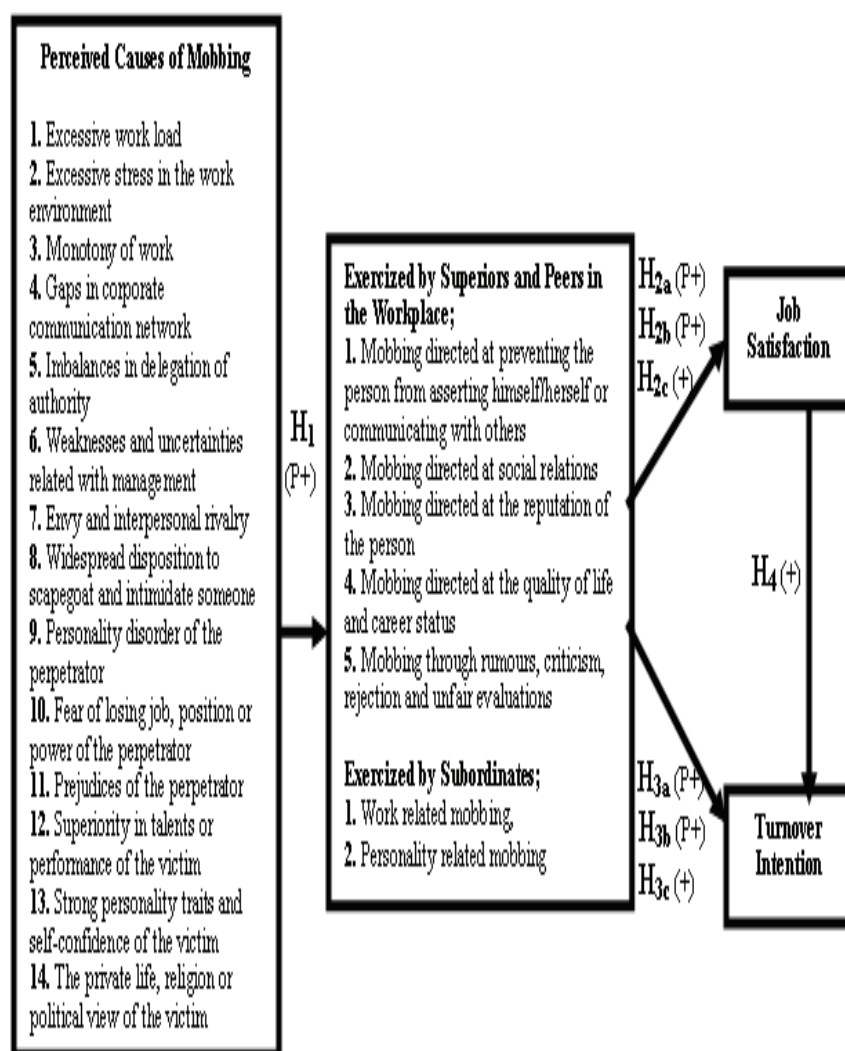 Perceived Causes of Mobbing
1. Excessive work load
2. Excessive stress in the work
environment
3. Monotony of work
4. Gaps in corporate
communication network
5. Imbalances in delegation of
authority
6. Weaknesses and uncertainties
related with management
7. Envy and interpersonal rivalry
8. Widespread disposition to
scapegoat and intimidate someone
9. Personality disorder of the
perpetrator
10. Fear of losing job, position or
power of the perpetrator
11. Prejudices of the perpetrator
12. Superiority in talents or
performance of the victim
13. Strong personality traits and
self-confidence of the victim
14. The private life, religion or
political view of the victim
H1
(P+)
Exercized by Superiors and Peers in
the Workplace;
1. Mobbing directed at preventing the
person from asserting himself/herself or
communicating with others
2. Mobbing directed at social relations
3. Mobbing directed at the reputation of
the person
4. Mobbing directed at the quality of life
and career status
5. Mobbing through rumours, criticism,
rejection and unfair evaluations
Exercized by Subordinates;
1. Work related mobbing,
2. Personality related mobbing
H2a (P+)
H2b (P+)
H2c (+)
H3a (P+)
H3b (P+)
H3c (+)
Job
Satisfaction
H4 (+)
Turnover
Intention